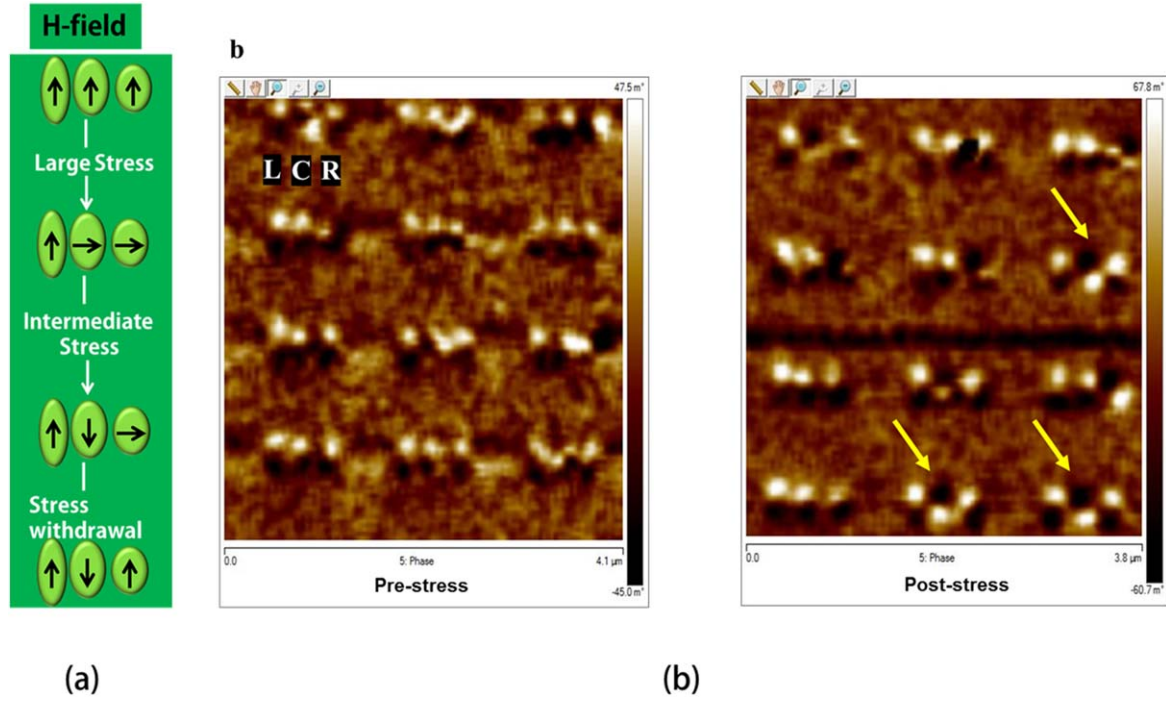 H-field
Large Stress
Intermediate
Stress
Stress
withdrawal
(a)
b
47.5 m°
L C R
0.0 5: Phase 4.1 µm
-45.0 m°
Pre-stress
67.8 m°
0.0 5: Phase 3.8 µm
-60.7 m°
Post-stress
(b)